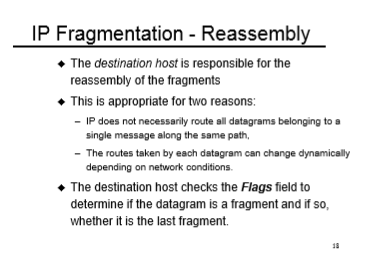 IP Fragmentation - Reassembly
◆ The destination host is responsible for the
reassembly of the fragments
◆ This is appropriate for two reasons:
– IP does not necessarily route all datagrams belonging to a
single message along the same path,
– The routes taken by each datagram can change dynamically
depending on network conditions.
◆ The destination host checks the Flags field to
determine if the datagram is a fragment and if so,
whether it is the last fragment.
18